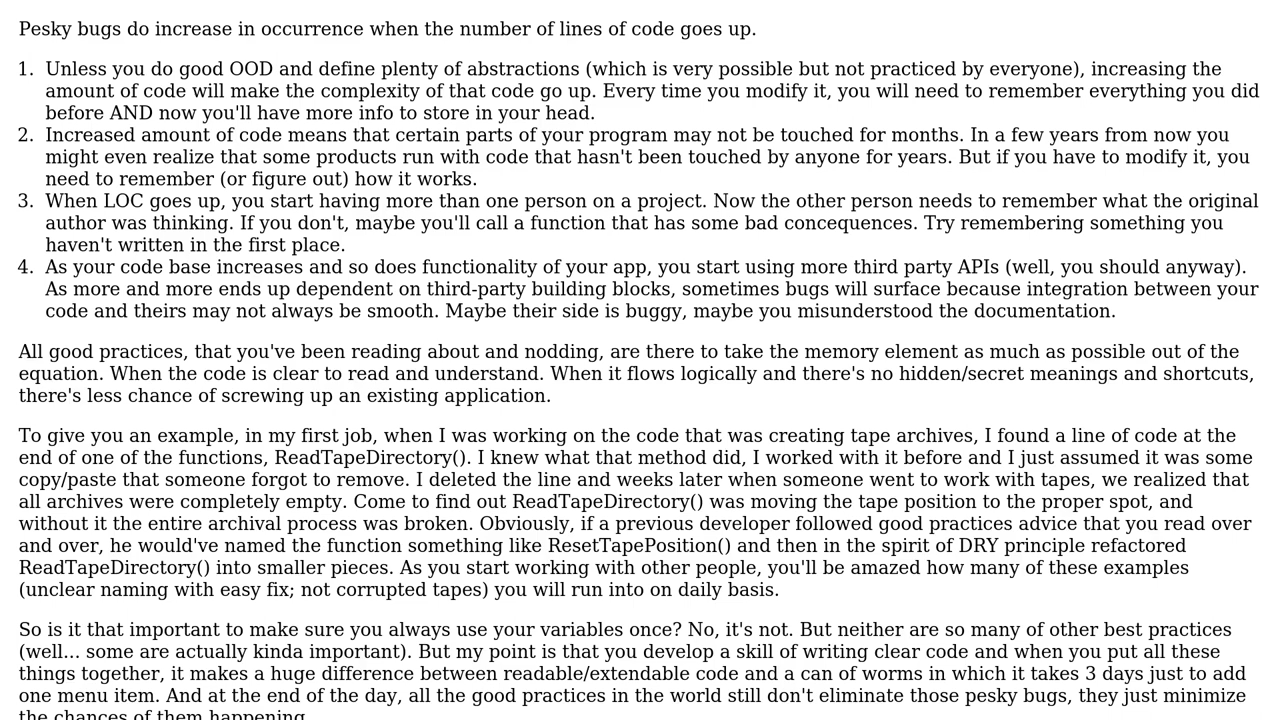 Pesky bugs do increase in occurrence when the number of lines of code goes up.
1. Unless you do good OOD and define plenty of abstractions (which is very possible but not practiced by everyone), increasing the
amount of code will make the complexity of that code go up. Every time you modify it, you will need to remember everything you did
before AND now you'll have more info to store in your head.
2. Increased amount of code means that certain parts of your program may not be touched for months. In a few years from now you
might even realize that some products run with code that hasn't been touched by anyone for years. But if you have to modify it, you
need to remember (or figure out) how it works.
3. When LOC goes up, you start having more than one person on a project. Now the other person needs to remember what the original
author was thinking. If you don't, maybe you'll call a function that has some bad concequences. Try remembering something you
haven't written in the first place.
4. As your code base increases and so does functionality of your app, you start using more third party APIs (well, you should anyway).
As more and more ends up dependent on third-party building blocks, sometimes bugs will surface because integration between your
code and theirs may not always be smooth. Maybe their side is buggy, maybe you misunderstood the documentation.
All good practices, that you've been reading about and nodding, are there to take the memory element as much as possible out of the
equation. When the code is clear to read and understand. When it flows logically and there's no hidden/secret meanings and shortcuts,
there's less chance of screwing up an existing application.
To give you an example, in my first job, when I was working on the code that was creating tape archives, I found a line of code at the
end of one of the functions, ReadTapeDirectory(). I knew what that method did, I worked with it before and I just assumed it was some
copy/paste that someone forgot to remove. I deleted the line and weeks later when someone went to work with tapes, we realized that
all archives were completely empty. Come to find out ReadTapeDirectory() was moving the tape position to the proper spot, and
without it the entire archival process was broken. Obviously, if a previous developer followed good practices advice that you read over
and over, he would've named the function something like ResetTapePosition() and then in the spirit of DRY principle refactored
ReadTapeDirectory() into smaller pieces. As you start working with other people, you'll be amazed how many of these examples
(unclear naming with easy fix; not corrupted tapes) you will run into on daily basis.
So is it that important to make sure you always use your variables once? No, it's not. But neither are so many of other best practices
(well... some are actually kinda important). But my point is that you develop a skill of writing clear code and when you put all these
things together, it makes a huge difference between readable/extendable code and a can of worms in which it takes 3 days just to add
one menu item. And at the end of the day, all the good practices in the world still don't eliminate those pesky bugs, they just minimize
the chances of them happening.